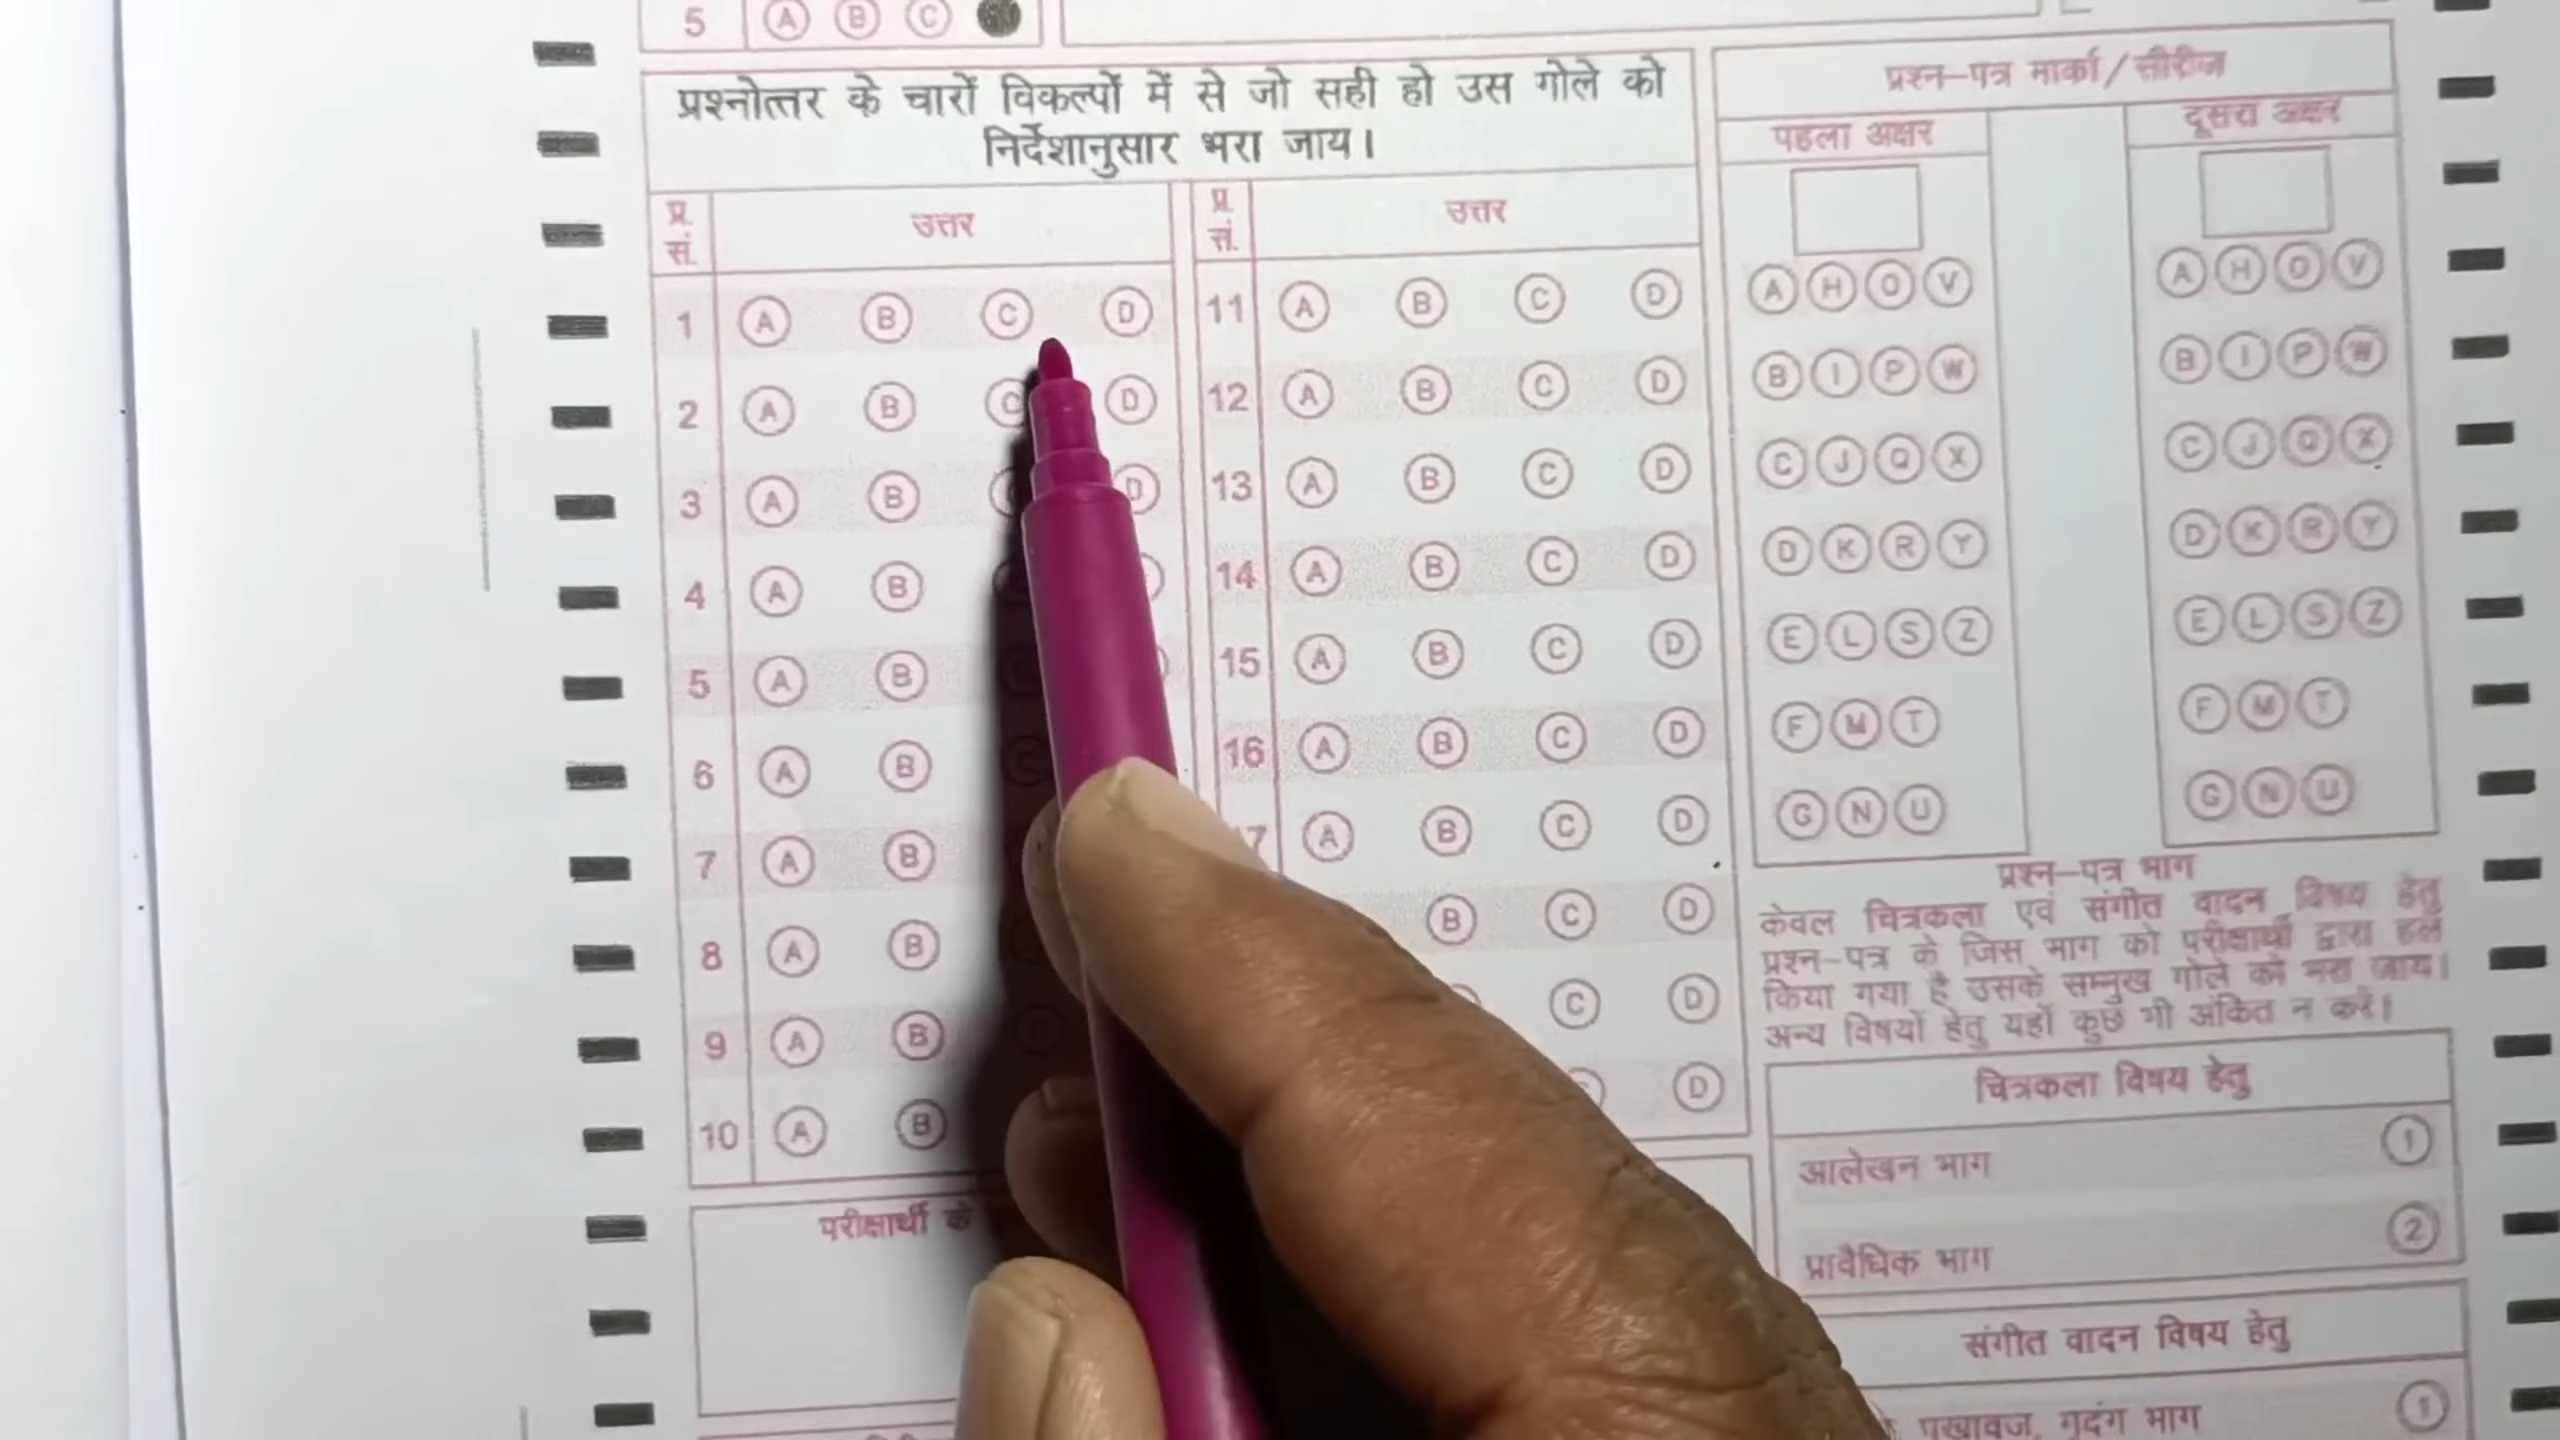 5 A B C
प्रश्नोत्तर के चारों विकल्पों में से जो सही हो उस गोले को
निर्देशानुसार भरा जाय।
प्र. सं. उत्तर
1 A B C D
2 A B C D
3 A B C D
4 A B
5 A B
6 A B C
7 A B
8 A B
9 A B
10 A B
प्र. सं. उत्तर
11 A B C D
12 A B C D
13 A B C D
14 A B C D
15 A B C D
16 A B C D
7 A B C D
B C D
C D
D
परीक्षार्थी के
प्रश्न-पत्र मार्का/सीरीज
पहला अक्षर
A H O V
B I P W
C J Q X
D K R Y
E L S Z
F M T
G N U
दूसरा अक्षर
A H O V
B I P W
C J Q X
D K R Y
E L S Z
F M T
G N U
प्रश्न-पत्र भाग
केवल चित्रकला एवं संगीत वादन विषय हेतु
प्रश्न-पत्र के जिस भाग को परीक्षार्थी द्वारा हल
किया गया है उसके सम्मुख गोले को भरा जाय।
अन्य विषयों हेतु यहाँ कुछ भी अंकित न करें।
चित्रकला विषय हेतु
आलेखन भाग 1
प्राविधिक भाग 2
संगीत वादन विषय हेतु
पखावज, मृदंग भाग 1